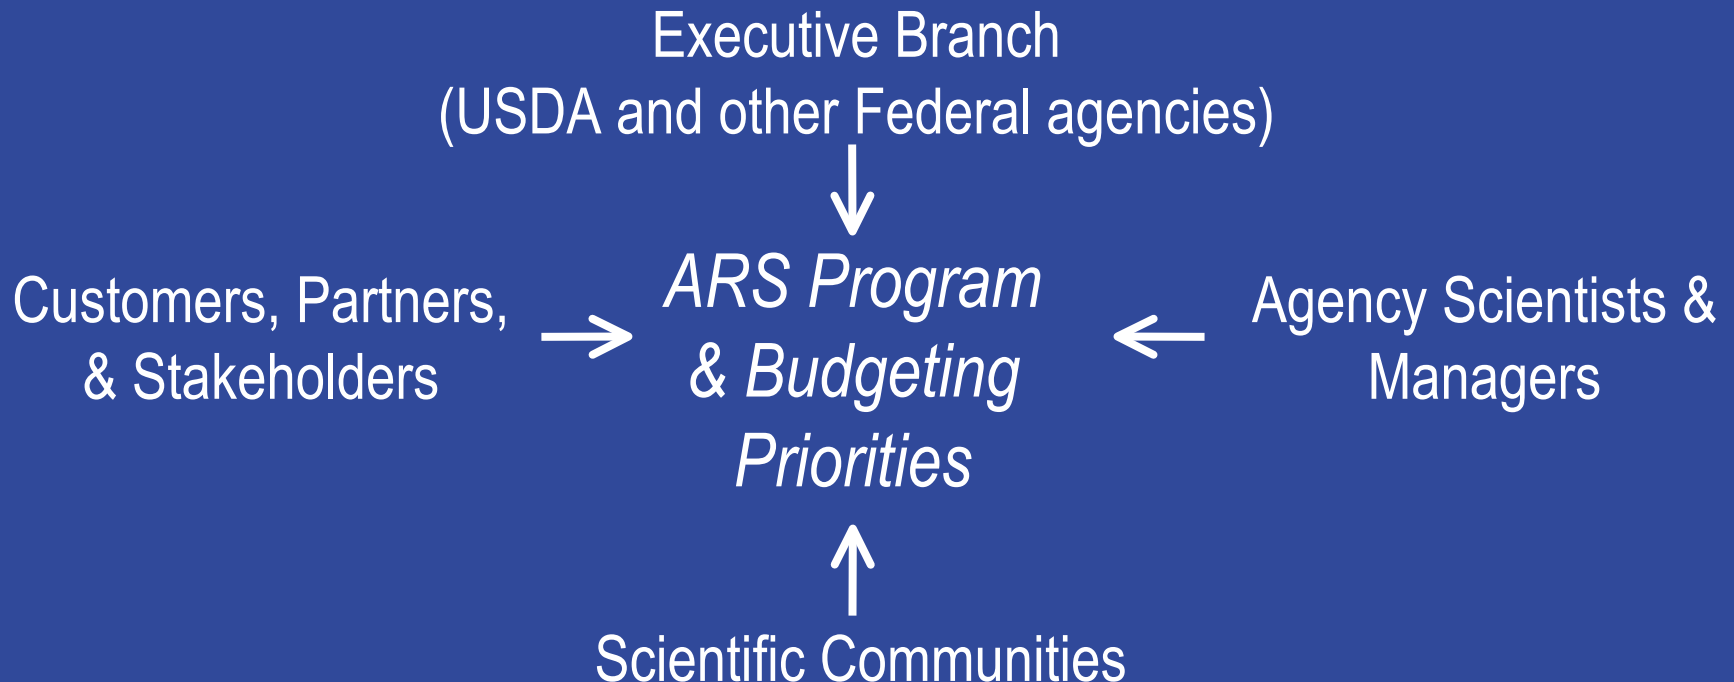 Executive Branch
(USDA and other Federal agencies)
Customers, Partners,
& Stakeholders
ARS Program
& Budgeting
Priorities
Agency Scientists &
Managers
Scientific Communities